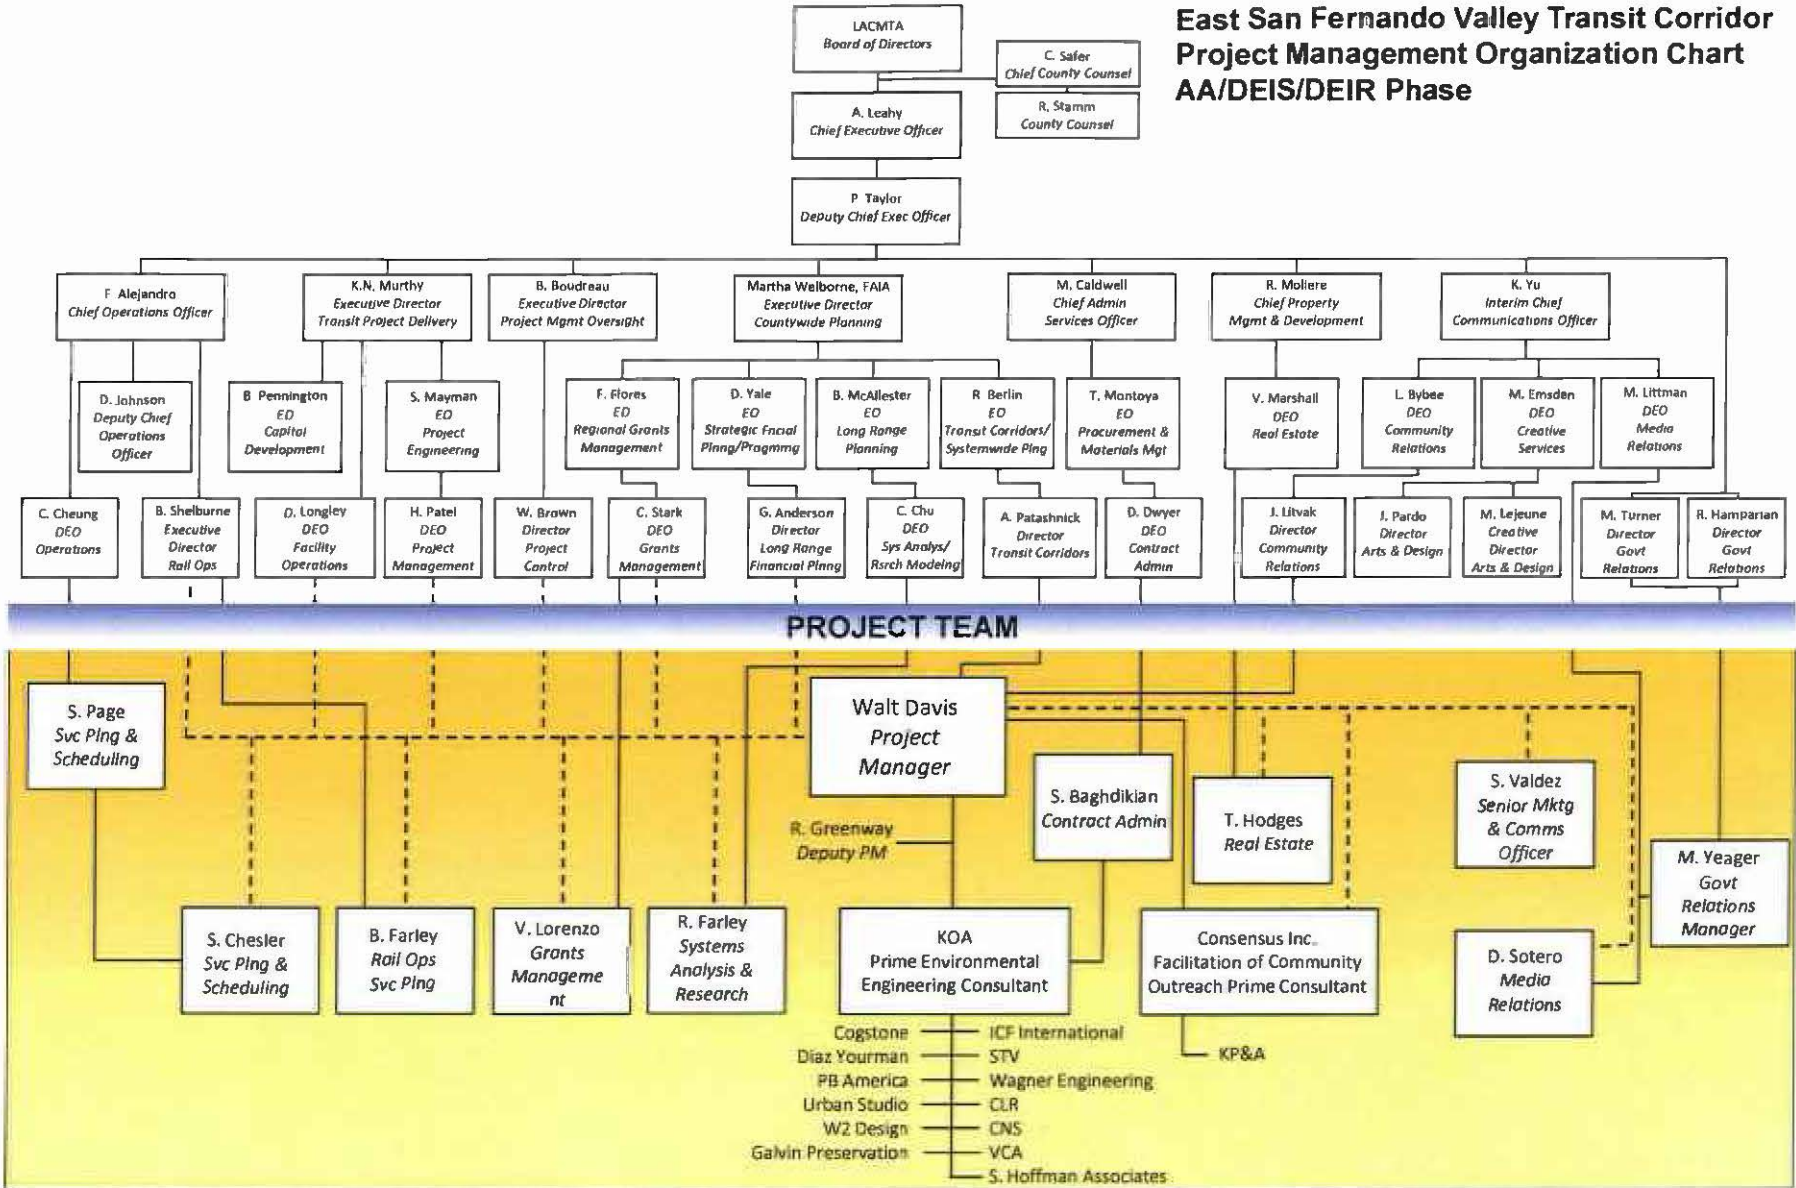 East San Fernando Valley Transit Corridor
Project Management Organization Chart
AA/DEIS/DEIR Phase
LACMTA
Board of Directors
C. Safer
Chief County Counsel
R. Stamm
County Counsel
A. Leahy
Chief Executive Officer
P Taylor
Deputy Chief Exec Officer
F Alejandro
Chief Operations Officer
K.N. Murthy
Executive Director
Transit Project Delivery
B. Boudreau
Executive Director
Project Mgmt Oversight
Martha Welborne, FAIA
Executive Director
Countywide Planning
M. Caldwell
Chief Admin
Services Officer
R. Moliere
Chief Property
Mgmt & Development
K. Yu
Interim Chief
Communications Officer
D. Johnson
Deputy Chief
Operations
Officer
B Pennington
EO
Capital
Development
S. Mayman
EO
Project
Engineering
F. Flores
EO
Regional Grants
Management
D. Yale
EO
Strategic Fncial
Plnng/Pragmmg
B. McAllester
EO
Long Range
Planning
R Berlin
EO
Transit Corridors/
Systemwide Plng
T. Montoya
EO
Procurement &
Materials Mgt
V. Marshall
DEO
Real Estate
L. Bybee
DEO
Community
Relations
M. Emsden
DEO
Creative
Services
M. Littman
DEO
Media
Relations
C. Cheung
DEO
Operations
B. Shelburne
Executive
Director
Rail Ops
D. Longley
DEO
Facility
Operations
H. Patel
DEO
Project
Management
W. Brown
Director
Project
Control
C. Stark
DEO
Grants
Management
G. Anderson
Director
Long Range
Financial Plnng
C. Chu
DEO
Sys Analys/
Rsrch Modelng
A. Patashnick
Director
Transit Corridors
D. Dwyer
DEO
Contract
Admin
J. Litvak
Director
Community
Relations
J. Pardo
Director
Arts & Design
M. Lejeune
Creative
Director
Arts & Design
M. Turner
Director
Govt
Relations
R. Hamparian
Director
Govt
Relations
PROJECT TEAM
S. Page
Svc Plng &
Scheduling
Walt Davis
Project
Manager
R. Greenway
Deputy PM
S. Baghdikian
Contract Admin
T. Hodges
Real Estate
S. Valdez
Senior Mktg
& Comms
Officer
M. Yeager
Govt
Relations
Manager
S. Chesler
Svc Plng &
Scheduling
B. Farley
Rail Ops
Svc Plng
V. Lorenzo
Grants
Manageme
nt
R. Farley
Systems
Analysis &
Research
KOA
Prime Environmental
Engineering Consultant
Consensus Inc.
Facilitation of Community
Outreach Prime Consultant
D. Sotero
Media
Relations
Cogstone
ICF International
Diaz Yourman
STV
KP&A
PB America
Wagner Engineering
Urban Studio
CLR
W2 Design
CNS
Galvin Preservation
VCA
S. Hoffman Associates